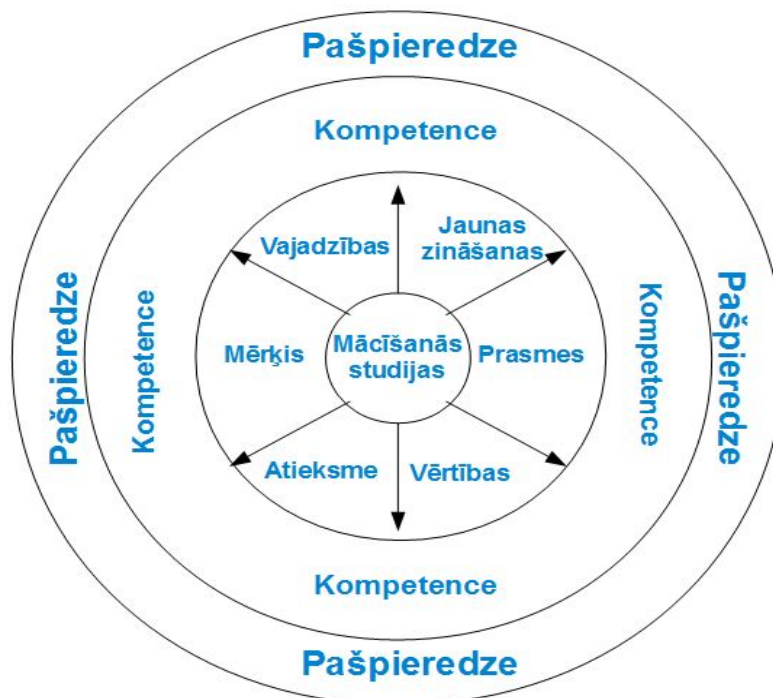 Pašpieredze
Kompetence
Vajadzības
Jaunas
zināšanas
Pašpieredze
Kompetence
Mērķis
Mācīšanās
studijas
Prasmes
Kompetence
Pašpieredze
Atieksme
Vērtības
Kompetence
Pašpieredze